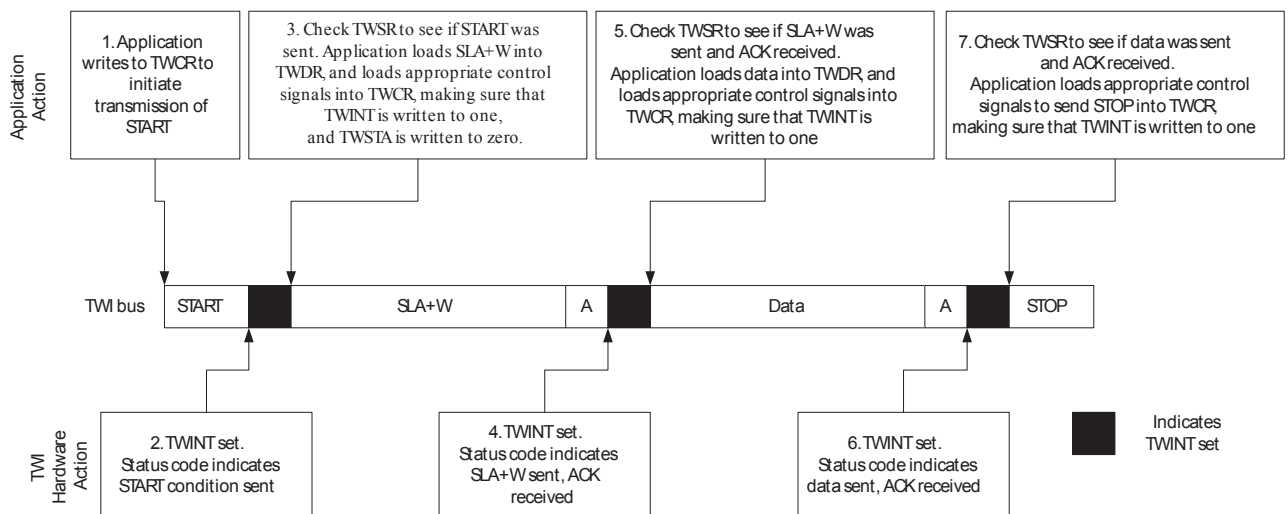 Application
Action
1. Application
writes to TWCR to
initiate
transmission of
START
3. Check TWSR to see if START was
sent. Application loads SLA+W into
TWDR, and loads appropriate control
signals into TWCR, making sure that
TWINT is written to one,
and TWSTA is written to zero.
5. Check TWSR to see if SLA+W was
sent and ACK received.
Application loads data into TWDR, and
loads appropriate control signals into
TWCR, making sure that TWINT is
written to one
7. Check TWSR to see if data was sent
and ACK received.
Application loads appropriate control
signals to send STOP into TWCR,
making sure that TWINT is written to one
TWI bus
START
SLA+W
A
Data
A
STOP
TWI
Hardware
Action
2. TWINT set.
Status code indicates
START condition sent
4. TWINT set.
Status code indicates
SLA+W sent, ACK
received
6. TWINT set.
Status code indicates
data sent, ACK received
Indicates
TWINT set